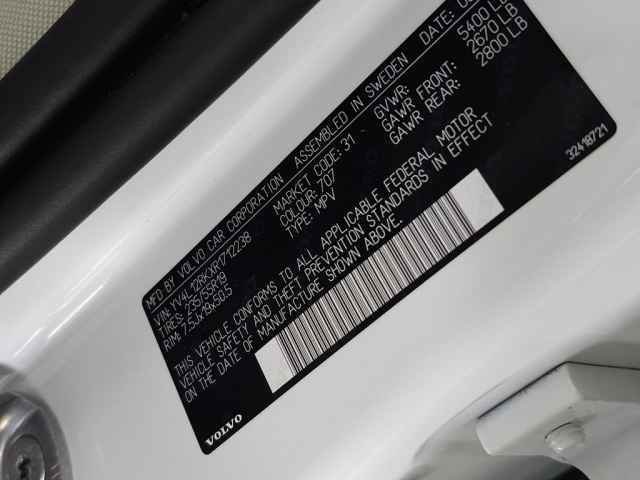 MFD BY VOLVO CAR CORPORATION ASSEMBLED IN SWEDEN DATE:
VIN: MARKET CODE: 31 GVWR: 5400 LB
TIRES: 235/55R19 COLOUR: 707 GAWR FRONT: 2670 LB
RIM: 7.5Jx19x50.5 TYPE: MPV GAWR REAR: 2800 LB
THIS VEHICLE CONFORMS TO ALL APPLICABLE FEDERAL MOTOR
VEHICLE SAFETY AND THEFT PREVENTION STANDARDS IN EFFECT
ON THE DATE OF MANUFACTURE SHOWN ABOVE.
VOLVO
32418721